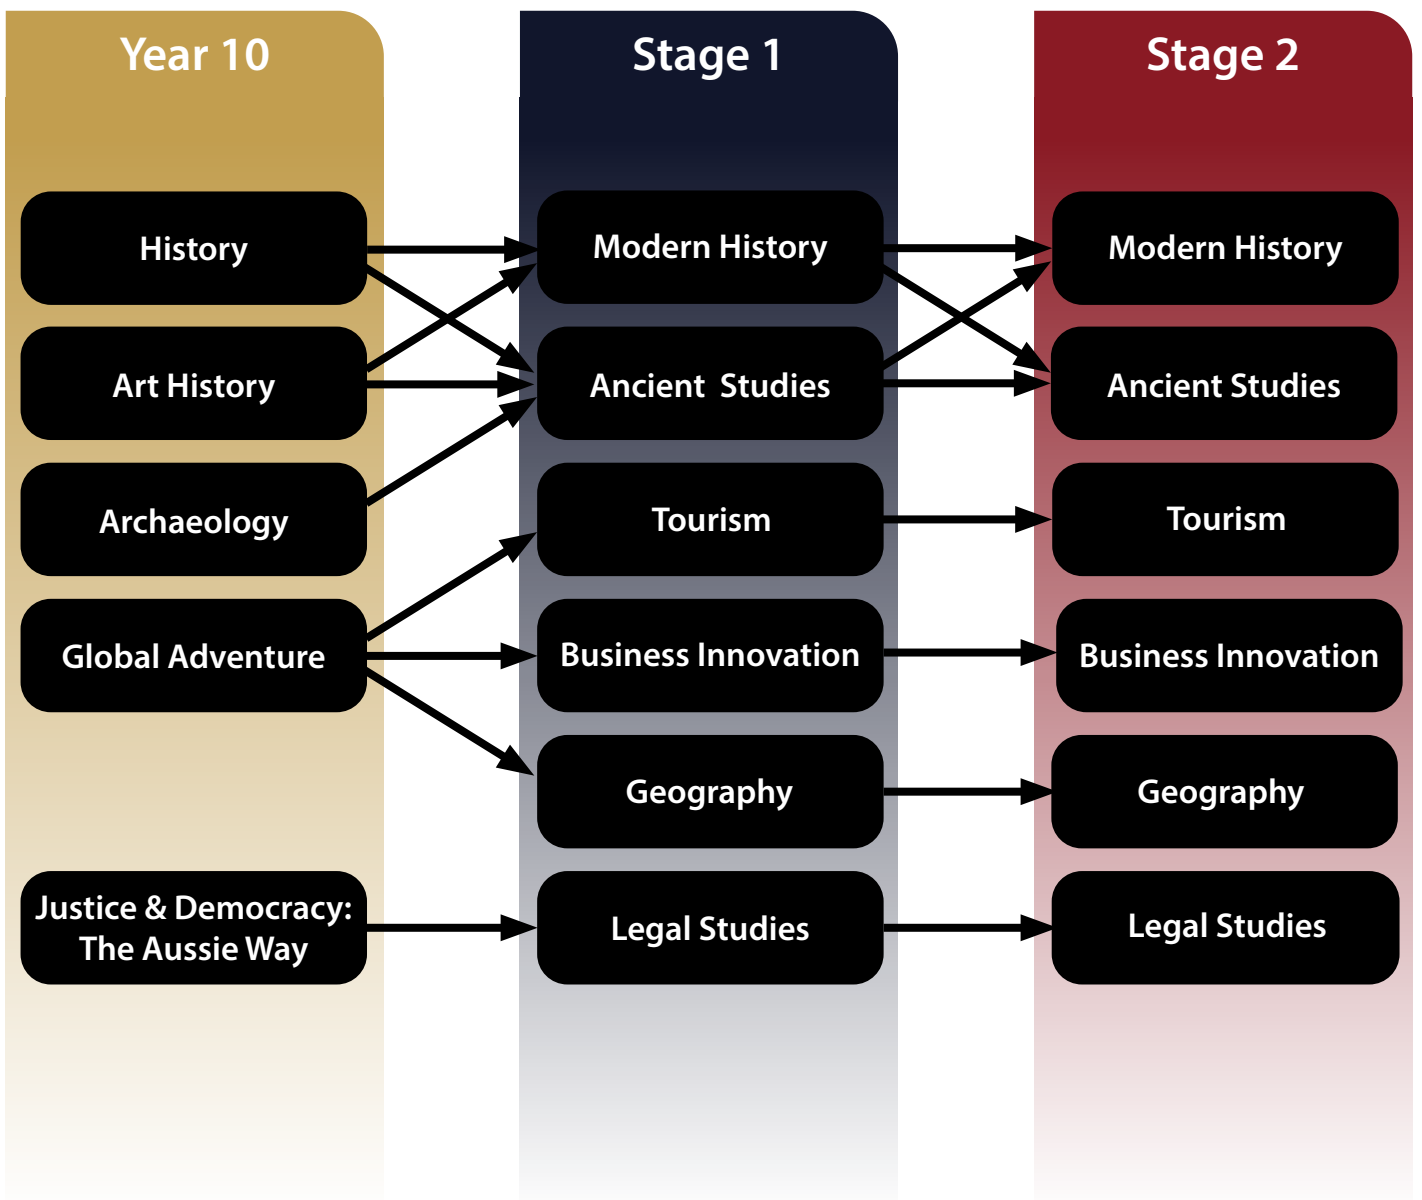 Year 10
Stage 1
Stage 2
History
Modern History
Modern History
Art History
Ancient  Studies
Ancient Studies
Archaeology
Tourism
Tourism
Global Adventure
Business Innovation
Business Innovation
Geography
Geography
Justice & Democracy:
The Aussie Way
Legal Studies
Legal Studies